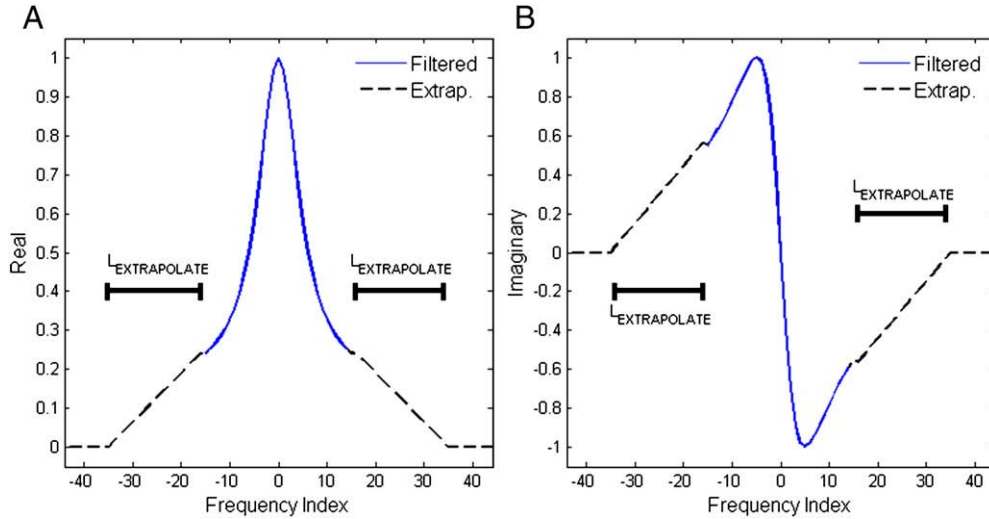 A
B
Filtered
Extrap.
Filtered
Extrap.
1
0.9
0.8
0.7
0.6
0.5
0.4
0.3
0.2
0.1
0
Real
LEXTRAPOLATE
LEXTRAPOLATE
-40 -30 -20 -10 0 10 20 30 40
Frequency Index
1
0.8
0.6
0.4
0.2
0
-0.2
-0.4
-0.6
-0.8
-1
Imaginary
LEXTRAPOLATE
LEXTRAPOLATE
-40 -30 -20 -10 0 10 20 30 40
Frequency Index